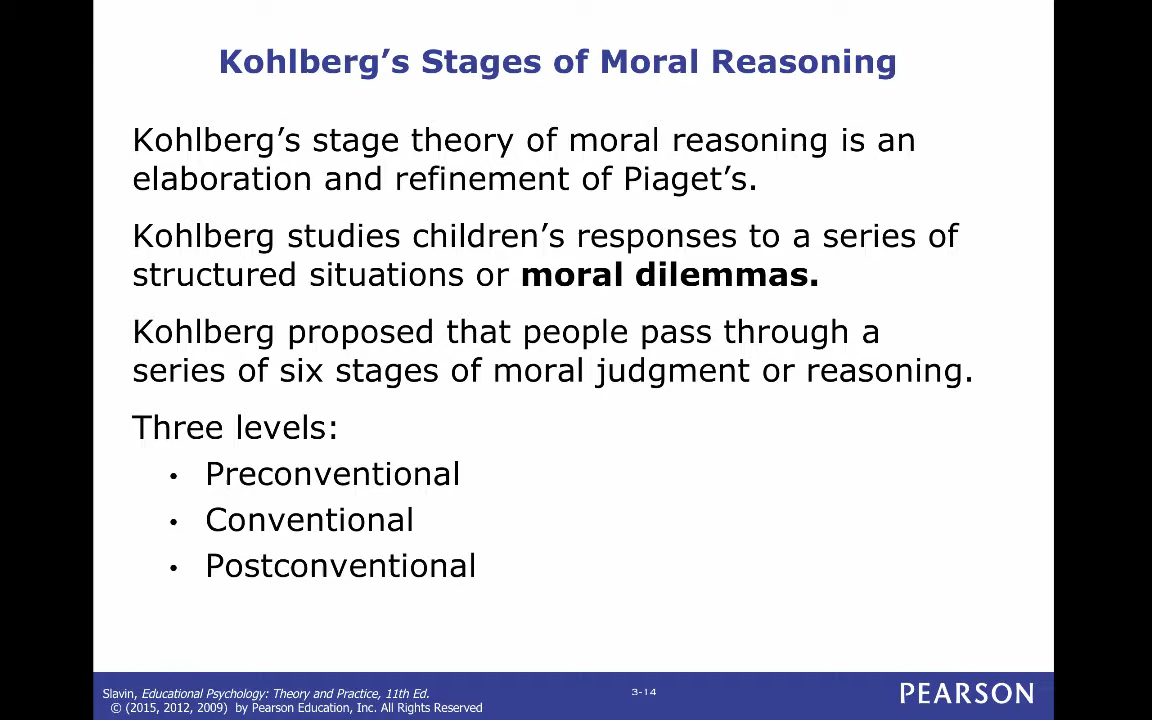 Kohlberg’s Stages of Moral Reasoning
Kohlberg’s stage theory of moral reasoning is an
elaboration and refinement of Piaget’s.
Kohlberg studies children’s responses to a series of
structured situations or moral dilemmas.
Kohlberg proposed that people pass through a
series of six stages of moral judgment or reasoning.
Three levels:
• Preconventional
• Conventional
• Postconventional
Slavin, Educational Psychology: Theory and Practice, 11th Ed.
© (2015, 2012, 2009) by Pearson Education, Inc. All Rights Reserved
3-14
PEARSON